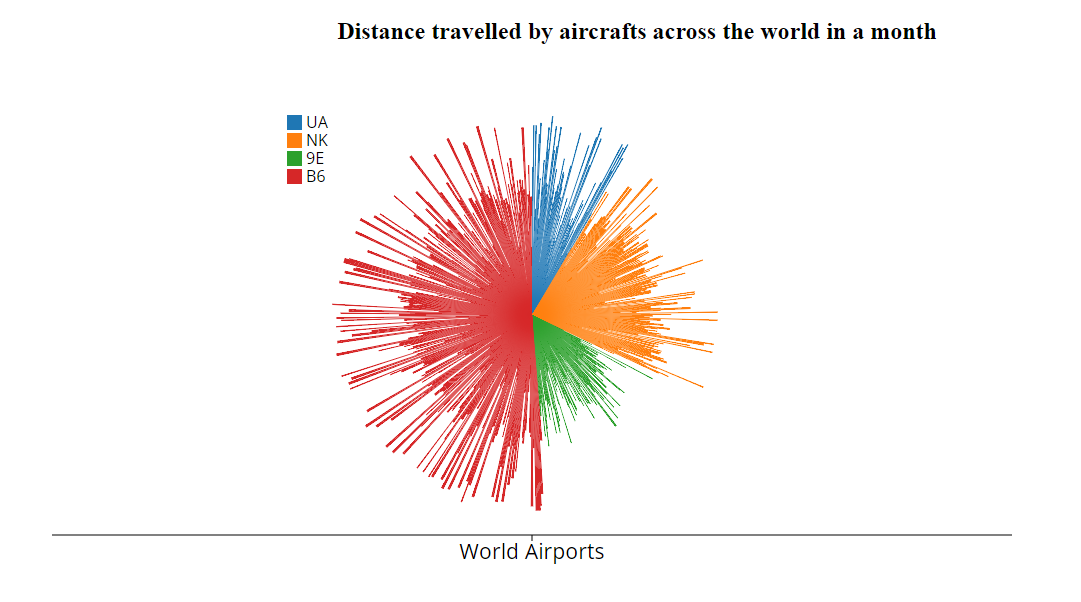 Distance travelled by aircrafts across the world in a month
UA
NK
9E
B6
World Airports